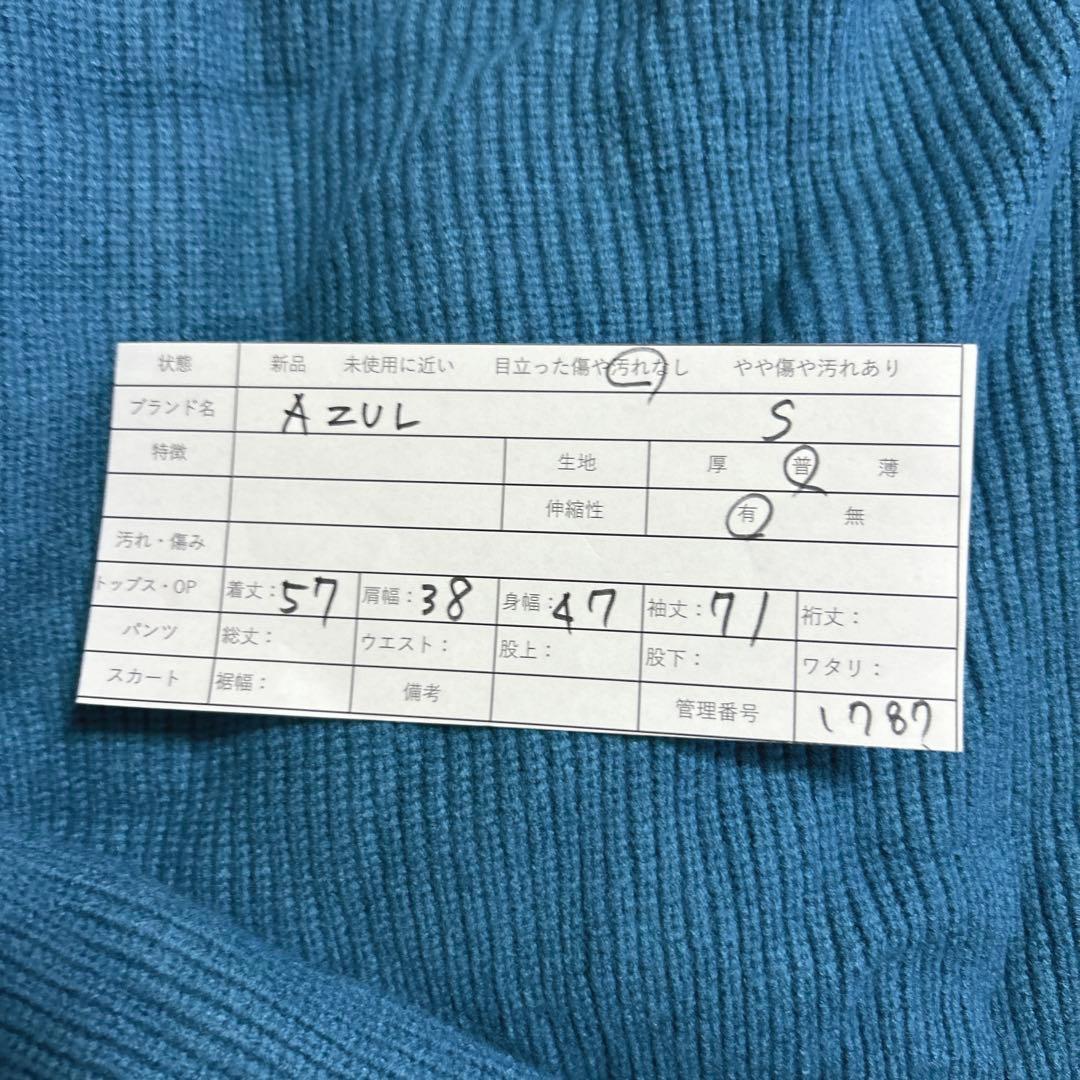 状態 新品 未使用に近い 目立った傷や汚れなし やや傷や汚れあり
ブランド名 AZUL S
特徴 生地 厚 普 薄
伸縮性 有 無
汚れ・傷み
トップス・OP 着丈：57 肩幅：38 身幅：47 袖丈：71 裄丈：
パンツ 総丈： ウエスト： 股上： 股下： ワタリ：
スカート 裾幅： 備考 管理番号 1787